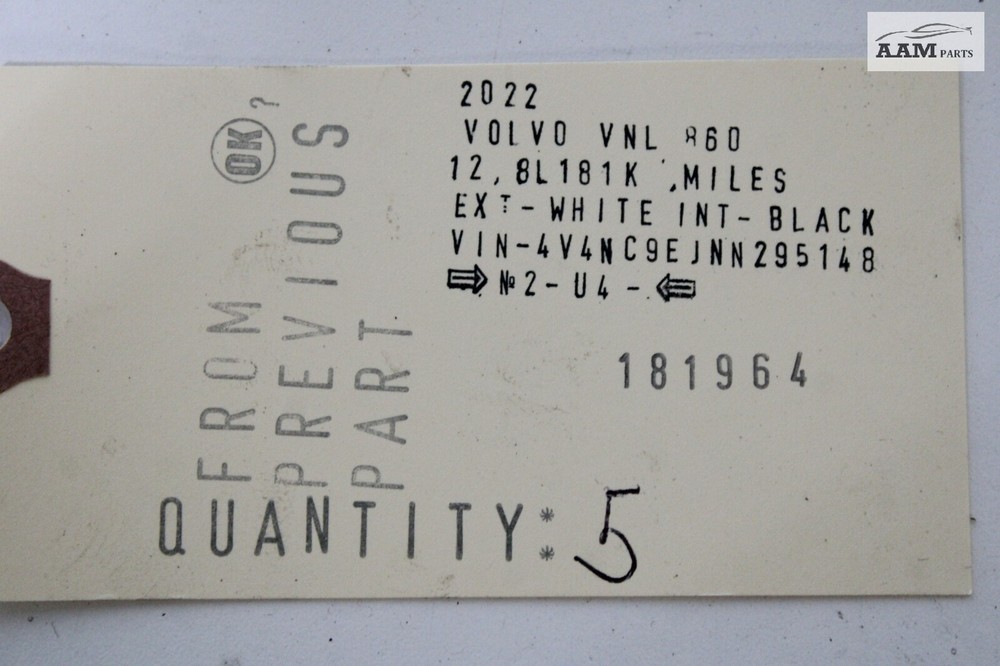 AAM PARTS
2022
VOLVO VNL 860
12,8L181K ,MILES
EXT-WHITE INT-BLACK
VIN-4V4NC9EJNN295148
№2-U4-
181964
OK?
FROM
PREVIOUS
PART
QUANTITY: 5